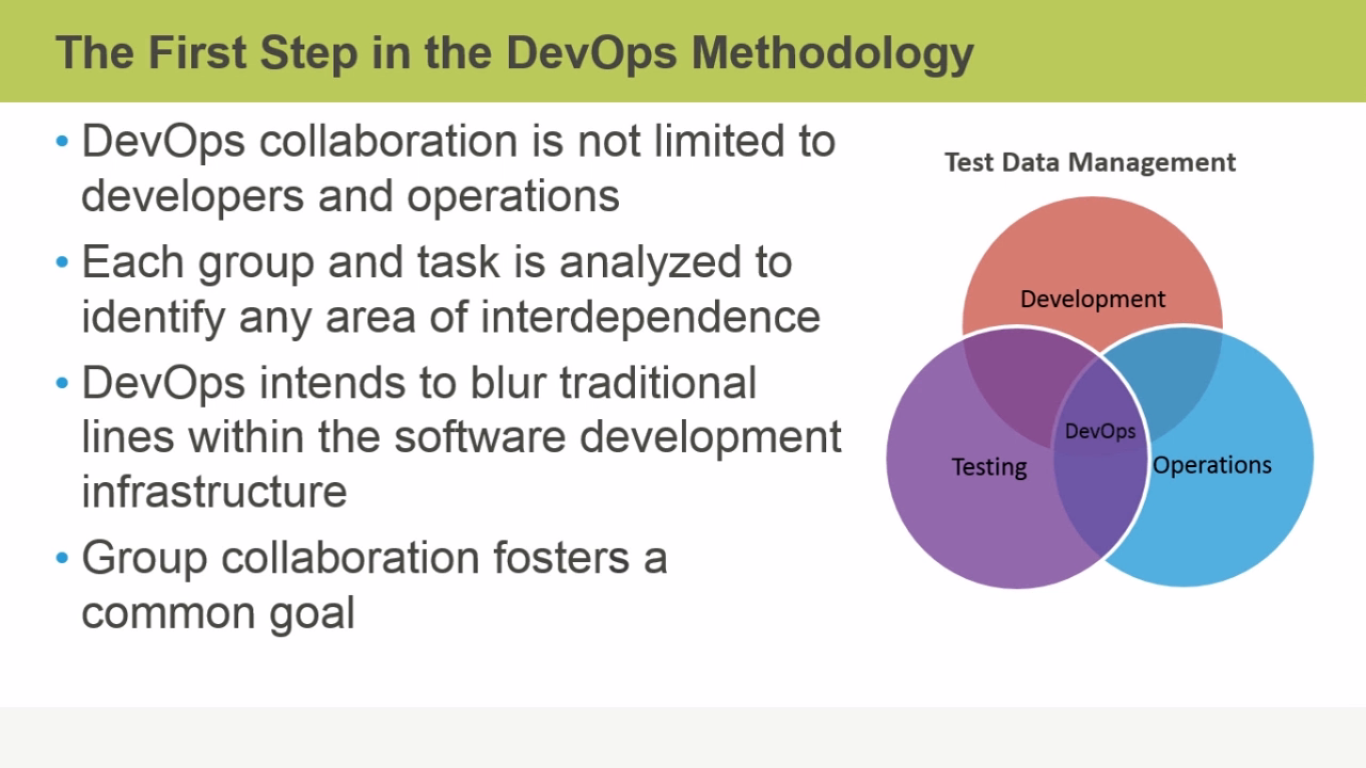 The First Step in the DevOps Methodology
• DevOps collaboration is not limited to
developers and operations
• Each group and task is analyzed to
identify any area of interdependence
• DevOps intends to blur traditional
lines within the software development
infrastructure
• Group collaboration fosters a
common goal
Test Data Management
Development
DevOps
Testing
Operations